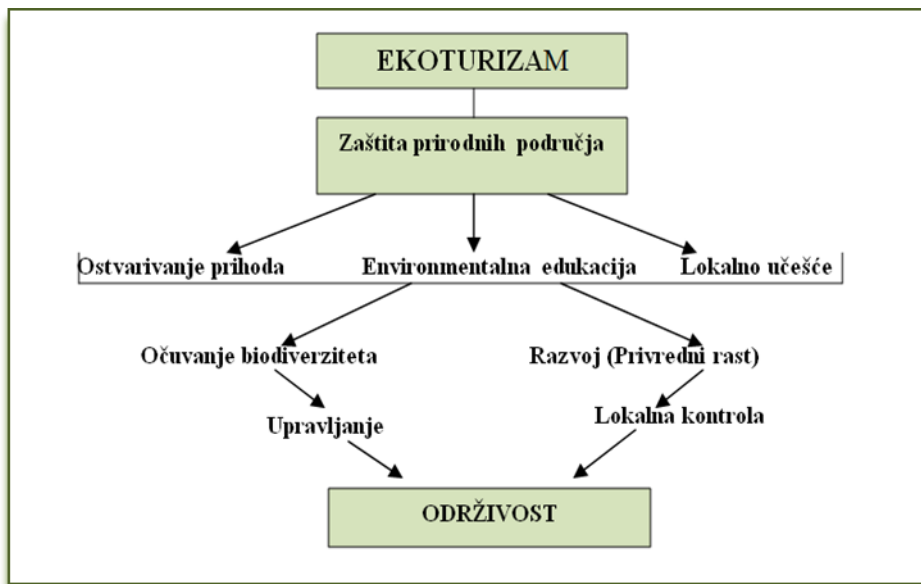 EKOTURIZAM
Zaštita prirodnih područja
Ostvarivanje prihoda
Environmentalna edukacija
Lokalno učešće
Očuvanje biodiverziteta
Razvoj (Privredni rast)
Upravljanje
Lokalna kontrola
ODRŽIVOST